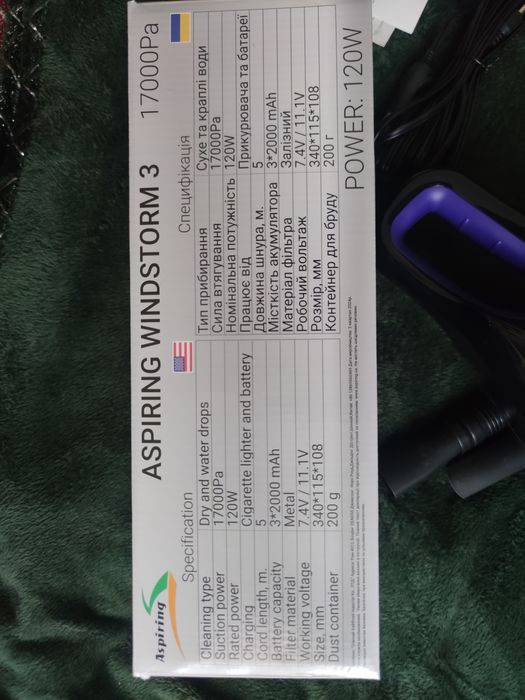 Aspiring
ASPIRING WINDSTORM 3 17000Pa
Specification
Cleaning type Dry and water drops
Suction power 17000Pa
Rated power 120W
Charging Cigarette lighter and battery
Cord length, m. 5
Battery capacity 3*2000 mAh
Filter material Metal
Working voltage 7.4V / 11.1V
Size, mm 340*115*108
Dust container 200 g
Специфікація
Тип прибирання Сухе та краплі води
Сила втягування 17000Pa
Номінальна потужність 120W
Працює від Прикурювача та батареї
Довжина шнура, м. 5
Місткість акумулятора 3*2000 mAh
Матеріал фільтра Залізний
Робочий вольтаж 7.4V / 11.1V
Розмір, мм 340*115*108
Контейнер для бруду 200 г
POWER: 120W